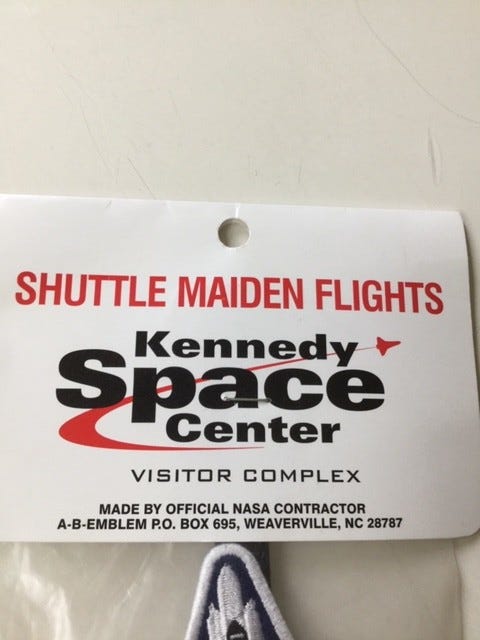 SHUTTLE MAIDEN FLIGHTS
Kennedy
Space
Center
VISITOR COMPLEX
MADE BY OFFICIAL NASA CONTRACTOR
A-B-EMBLEM P.O. BOX 695, WEAVERVILLE, NC 28787